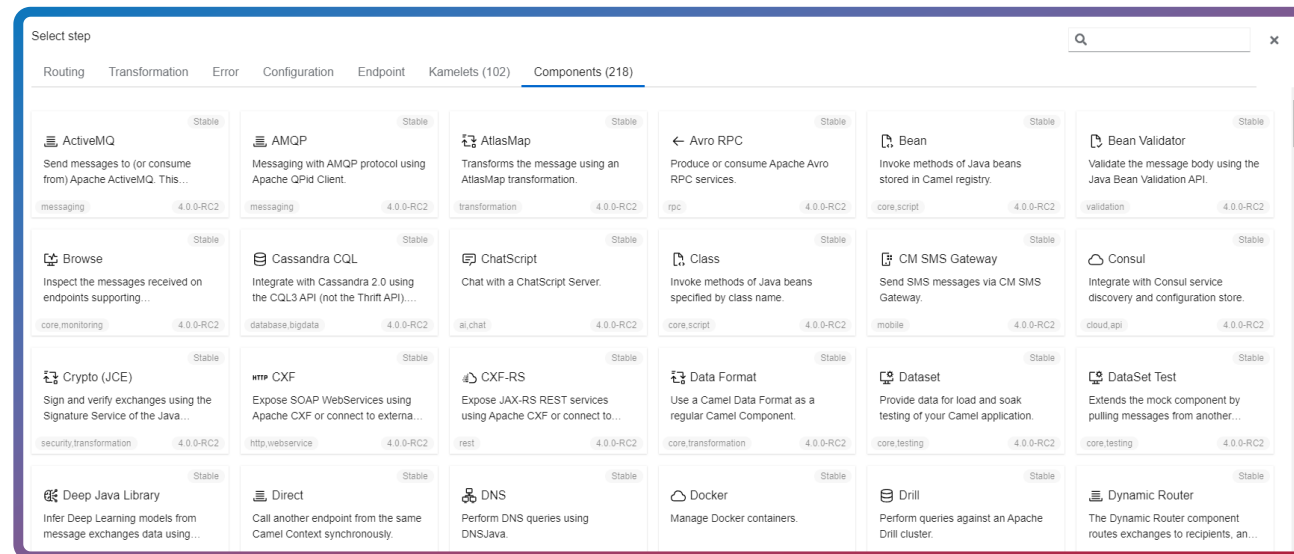 Select step
Routing Transformation Error Configuration Endpoint Kamelets (102) Components (218)
Stable Stable Stable Stable Stable Stable
ActiveMQ AMQP AtlasMap Avro RPC Bean Bean Validator
Send messages to (or consume Messaging with AMQP protocol using Transforms the message using an Produce or consume Apache Avro Invoke methods of Java beans Validate the message body using the
from) Apache ActiveMQ. This... Apache QPid Client. AtlasMap transformation. RPC services. stored in Camel registry. Java Bean Validation API.
messaging 4.0.0-RC2 messaging 4.0.0-RC2 transformation 4.0.0-RC2 rpc 4.0.0-RC2 core,script 4.0.0-RC2 validation 4.0.0-RC2
Stable Stable Stable Stable Stable Stable
Browse Cassandra CQL ChatScript Class CM SMS Gateway Consul
Inspect the messages received on Integrate with Cassandra 2.0 using Chat with a ChatScript Server. Invoke methods of Java beans Send SMS messages via CM SMS Integrate with Consul service
endpoints supporting... the CQL3 API (not the Thrift API).... specified by class name. Gateway. discovery and configuration store.
core,monitoring 4.0.0-RC2 database,bigdata 4.0.0-RC2 ai,chat 4.0.0-RC2 core,script 4.0.0-RC2 mobile 4.0.0-RC2 cloud,api 4.0.0-RC2
Stable Stable Stable Stable Stable Stable
Crypto (JCE) HTTP CXF CXF-RS Data Format Dataset DataSet Test
Sign and verify exchanges using the Expose SOAP WebServices using Expose JAX-RS REST services Use a Camel Data Format as a Provide data for load and soak Extends the mock component by
Signature Service of the Java... Apache CXF or connect to externa... using Apache CXF or connect to... regular Camel Component. testing of your Camel application. pulling messages from another...
security,transformation 4.0.0-RC2 http,webservice 4.0.0-RC2 rest 4.0.0-RC2 core,transformation 4.0.0-RC2 core,testing 4.0.0-RC2 core,testing 4.0.0-RC2
Stable Stable Stable Stable Stable Stable
Deep Java Library Direct DNS Docker Drill Dynamic Router
Infer Deep Learning models from Call another endpoint from the same Perform DNS queries using Manage Docker containers. Perform queries against an Apache The Dynamic Router component
message exchanges data using... Camel Context synchronously. DNSJava. Drill cluster. routes exchanges to recipients, an...